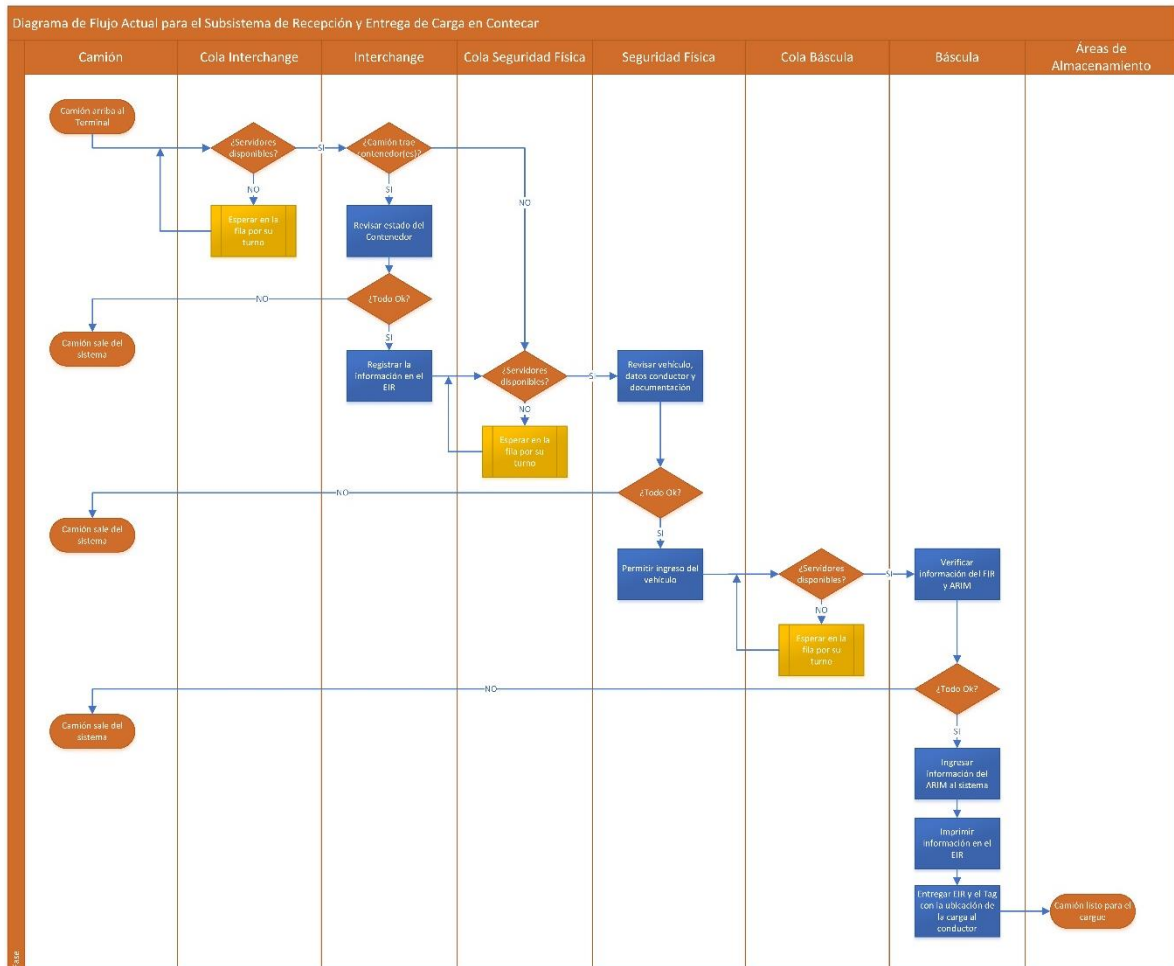 Diagrama de Flujo Actual para el Subsistema de Recepción y Entrega de Carga en Contecar
Camión
Cola Interchange
Interchange
Cola Seguridad Física
Seguridad Física
Cola Báscula
Báscula
Áreas de
Almacenamiento
Camión arriba al
Terminal
¿Servidores
disponibles?
SI
¿Camión trae
contenedor(es)?
NO
SI
NO
Esperar en la
fila por su
turno
Revisar estado del
Contenedor
¿Todo Ok?
NO
Camión sale del
sistema
SI
Registrar la
información en el
EIR
¿Servidores
disponibles?
SI
Revisar vehículo,
datos conductor y
documentación
NO
Esperar en la
fila por su
turno
¿Todo Ok?
NO
Camión sale del
sistema
SI
Permitir ingreso del
vehículo
¿Servidores
disponibles?
SI
Verificar
información del EIR
y ARIM
NO
Esperar en la
fila por su
turno
¿Todo Ok?
NO
Camión sale del
sistema
SI
Ingresar
información del
ARIM al sistema
Imprimir
información en el
EIR
Entregar EIR y el Tag
con la ubicación de
la carga al
conductor
Camión listo para el
cargue